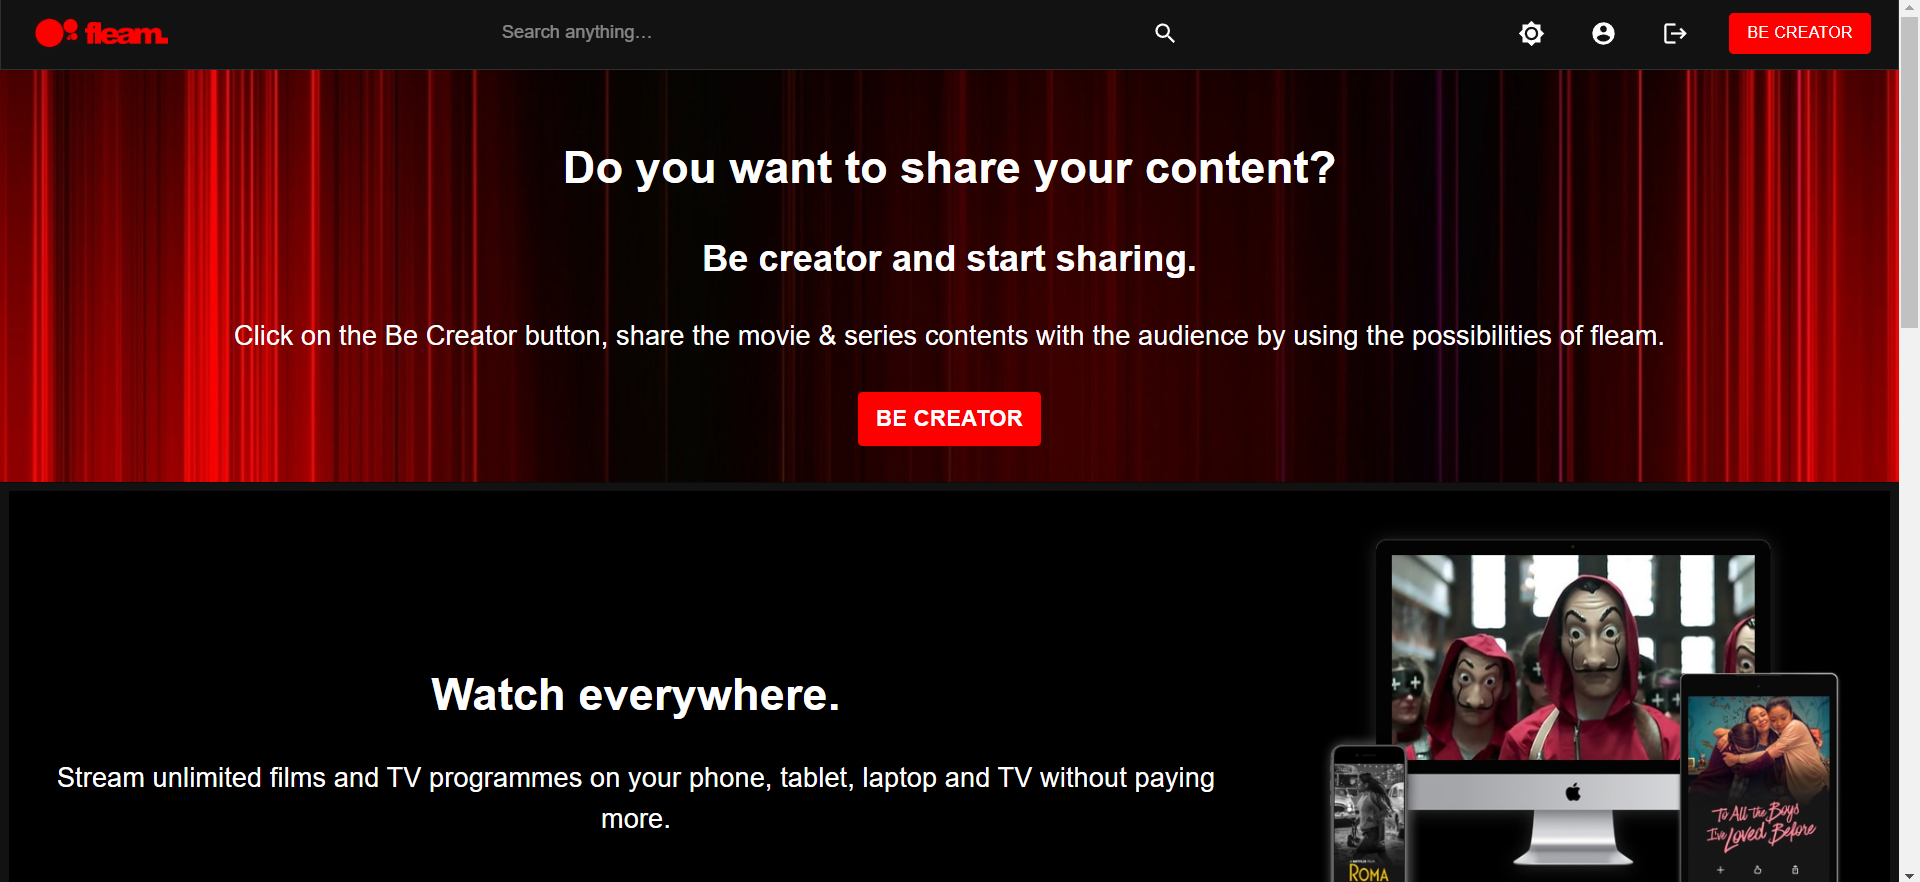 fleam.
Search anything...
BE CREATOR
Do you want to share your content?
Be creator and start sharing.
Click on the Be Creator button, share the movie & series contents with the audience by using the possibilities of fleam.
BE CREATOR
Watch everywhere.
Stream unlimited films and TV programmes on your phone, tablet, laptop and TV without paying
more.
To All the Boys
I've Loved Before
A NETFLIX FILM
ROMA